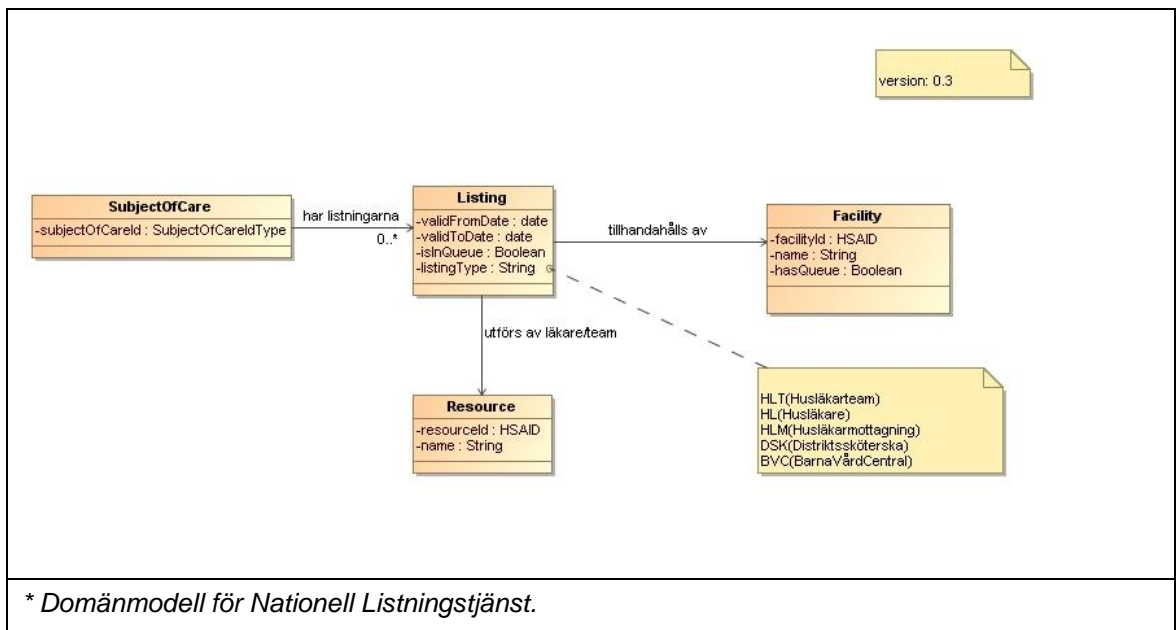 version: 0.3
SubjectOfCare
-subjectOfCareId : SubjectOfCareIdType
har listningarna
0..*
Listing
-validFromDate : date
-validToDate : date
-isInQueue : Boolean
-listingType : String
tillhandahålls av
Facility
-facilityId : HSAID
-name : String
-hasQueue : Boolean
utförs av läkare/team
Resource
-resourceId : HSAID
-name : String
HLT(Husläkarteam)
HL(Husläkare)
HLM(Husläkarmottagning)
DSK(Distriktssköterska)
BVC(BarnaVårdCentral)
* Domänmodell för Nationell Listningstjänst.